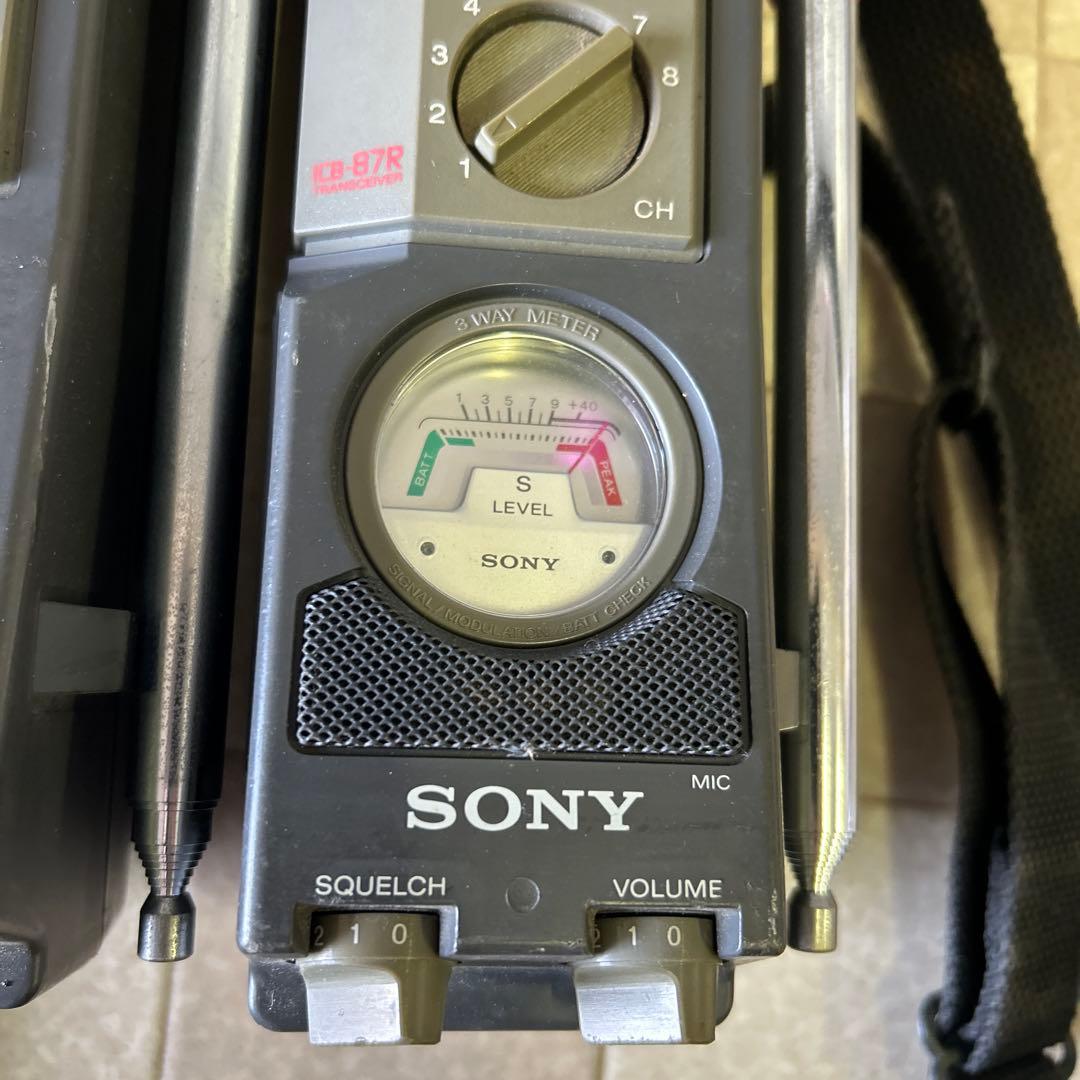 4
7
3
8
2
1
ICB-87R
TRANSCEIVER
CH
3 WAY METER
1 3 5 7 9 +40
BATT
PEAK
S
LEVEL
SONY
SIGNAL/MODULATION/BATT CHECK
MIC
SONY
SQUELCH
VOLUME
2 1 0
2 1 0